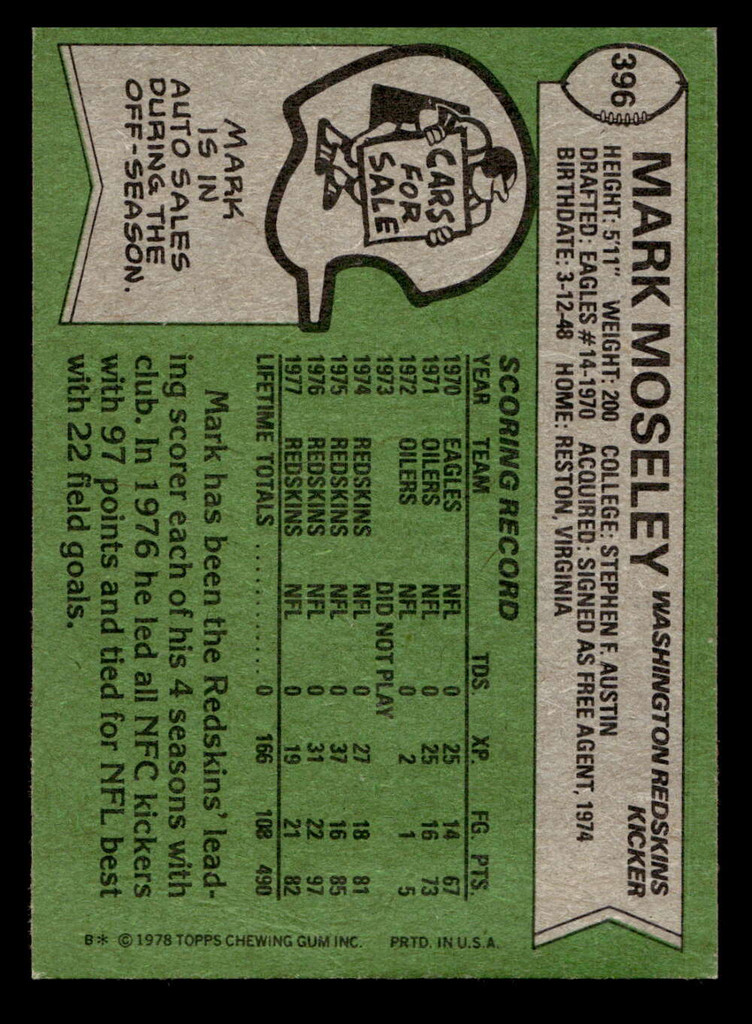 396
MARK MOSELEY WASHINGTON REDSKINS
KICKER
HEIGHT: 5'11" WEIGHT: 200 COLLEGE: STEPHEN F. AUSTIN
DRAFTED: EAGLES #14-1970 ACQUIRED: SIGNED AS FREE AGENT, 1974
BIRTHDATE: 3-12-48 HOME: RESTON, VIRGINIA
CARS
FOR
SALE
MARK
IS IN
AUTO SALES
DURING THE
OFF-SEASON.
SCORING RECORD
YEAR TEAM TDS. XP. FG. PTS.
1970 EAGLES NFL 0 25 14 67
1971 OILERS NFL 0 25 16 73
1972 OILERS NFL 0 2 1 5
1973 DID NOT PLAY
1974 REDSKINS NFL 0 27 18 81
1975 REDSKINS NFL 0 37 16 85
1976 REDSKINS NFL 0 31 22 97
1977 REDSKINS NFL 0 19 21 82
LIFETIME TOTALS ............ 0 166 108 490
Mark has been the Redskins' lead-
ing scorer each of his 4 seasons with
club. In 1976 he led all NFC kickers
with 97 points and tied for NFL best
with 22 field goals.
B* © 1978 TOPPS CHEWING GUM INC. PRTD. IN U.S.A.